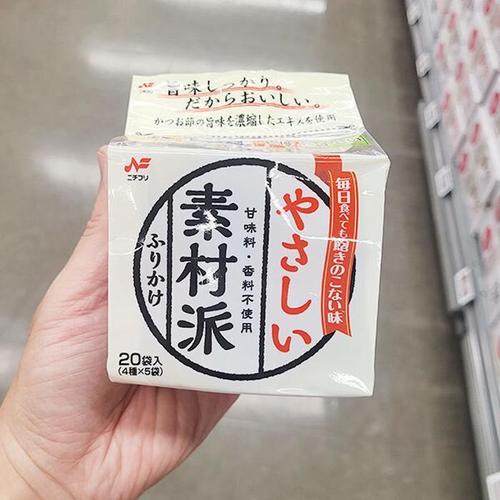 旨味しっかり。
だからおいしい。
かつお節の旨味を濃縮したエキスを使用
ニチフリ
毎日食べても飽きのこない味
やさしい
甘味料・香料不使用
素材派
ふりかけ
20袋入
(4種×5袋)